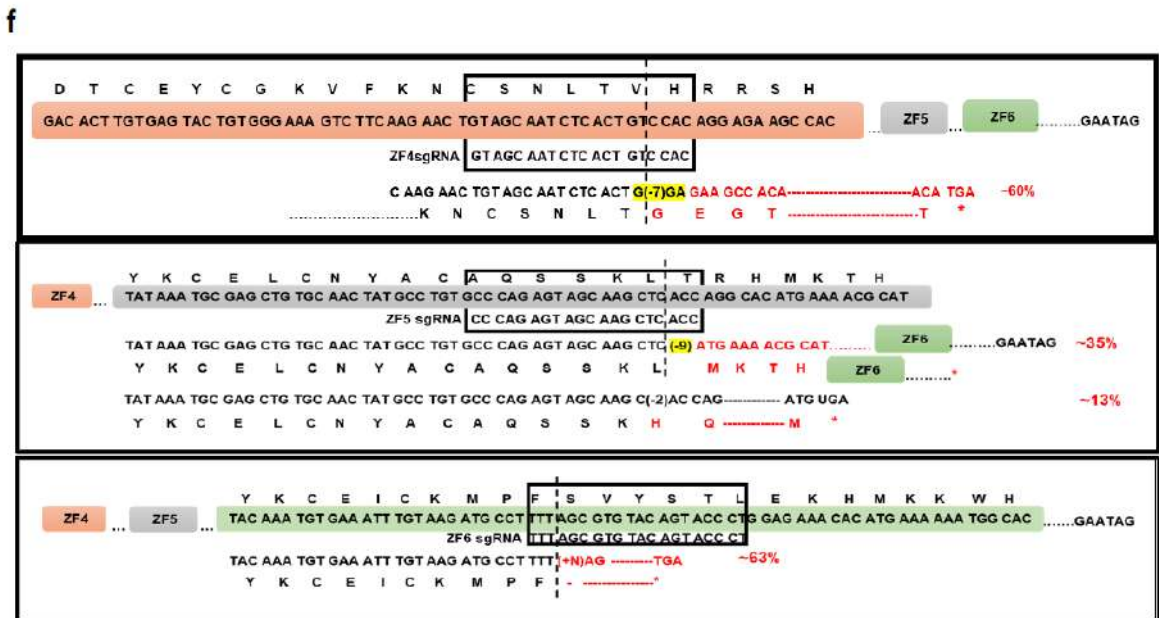 f
D T C E Y C G K V F K N C S N L T V H R R S H
GAC ACT TGT GAG TAC TGT GGG AAA GTC TTC AAG AAC TGT AGC AAT CTC ACT GTC CAC AGG AGA AGC CAC ... ZF5 ... ZF6 .........GAATAG
ZF4sgRNA GT AGC AAT CTC ACT GTC CAC
C AAG AAC TGT AGC AAT CTC ACT G(-7)GA GAA GCC ACA----------------------ACA TGA ~60%
......................K N C S N L T G E G T --------------------------T *
Y K C E L C N Y A C A Q S S K L T R H M K T H
ZF4 ... TAT AAA TGC GAG CTG TGC AAC TAT GCC TGT GCC CAG AGT AGC AAG CTC ACC AGG CAC ATG AAA ACG CAT
ZF5 sgRNA CC CAG AGT AGC AAG CTC ACC
TAT AAA TGC GAG CTG TGC AAC TAT GCC TGT GCC CAG AGT AGC AAG CTC (-9) ATG AAA ACG CAT......... ZF6 ..........GAATAG ~35%
Y K C E L C N Y A C A Q S S K L M K T H ZF6 ..........*
TAT AAA TGC GAG CTG TGC AAC TAT GCC TGT GCC CAG AGT AGC AAG C(-2)ACC AG-------------ATG UGA ~13%
Y K C E L C N Y A C A Q S S K H Q --------------M *
Y K C E I C K M P F S V Y S T L E K H M K K W H
ZF4 ... ZF5 ... TAC AAA TGT GAA ATT TGT AAG ATG CCT TTT AGC GTG TAC AGT ACC CTG GAG AAA CAC ATG AAA AAA TGG CAC .......GAATAG
ZF6 sgRNA TTT AGC GTG TAC AGT ACC CT
TAC AAA TGT GAA ATT TGT AAG ATG CCT TTT (+N)AG ----------TGA ~63%
Y K C E I C K M P F - ---------------*